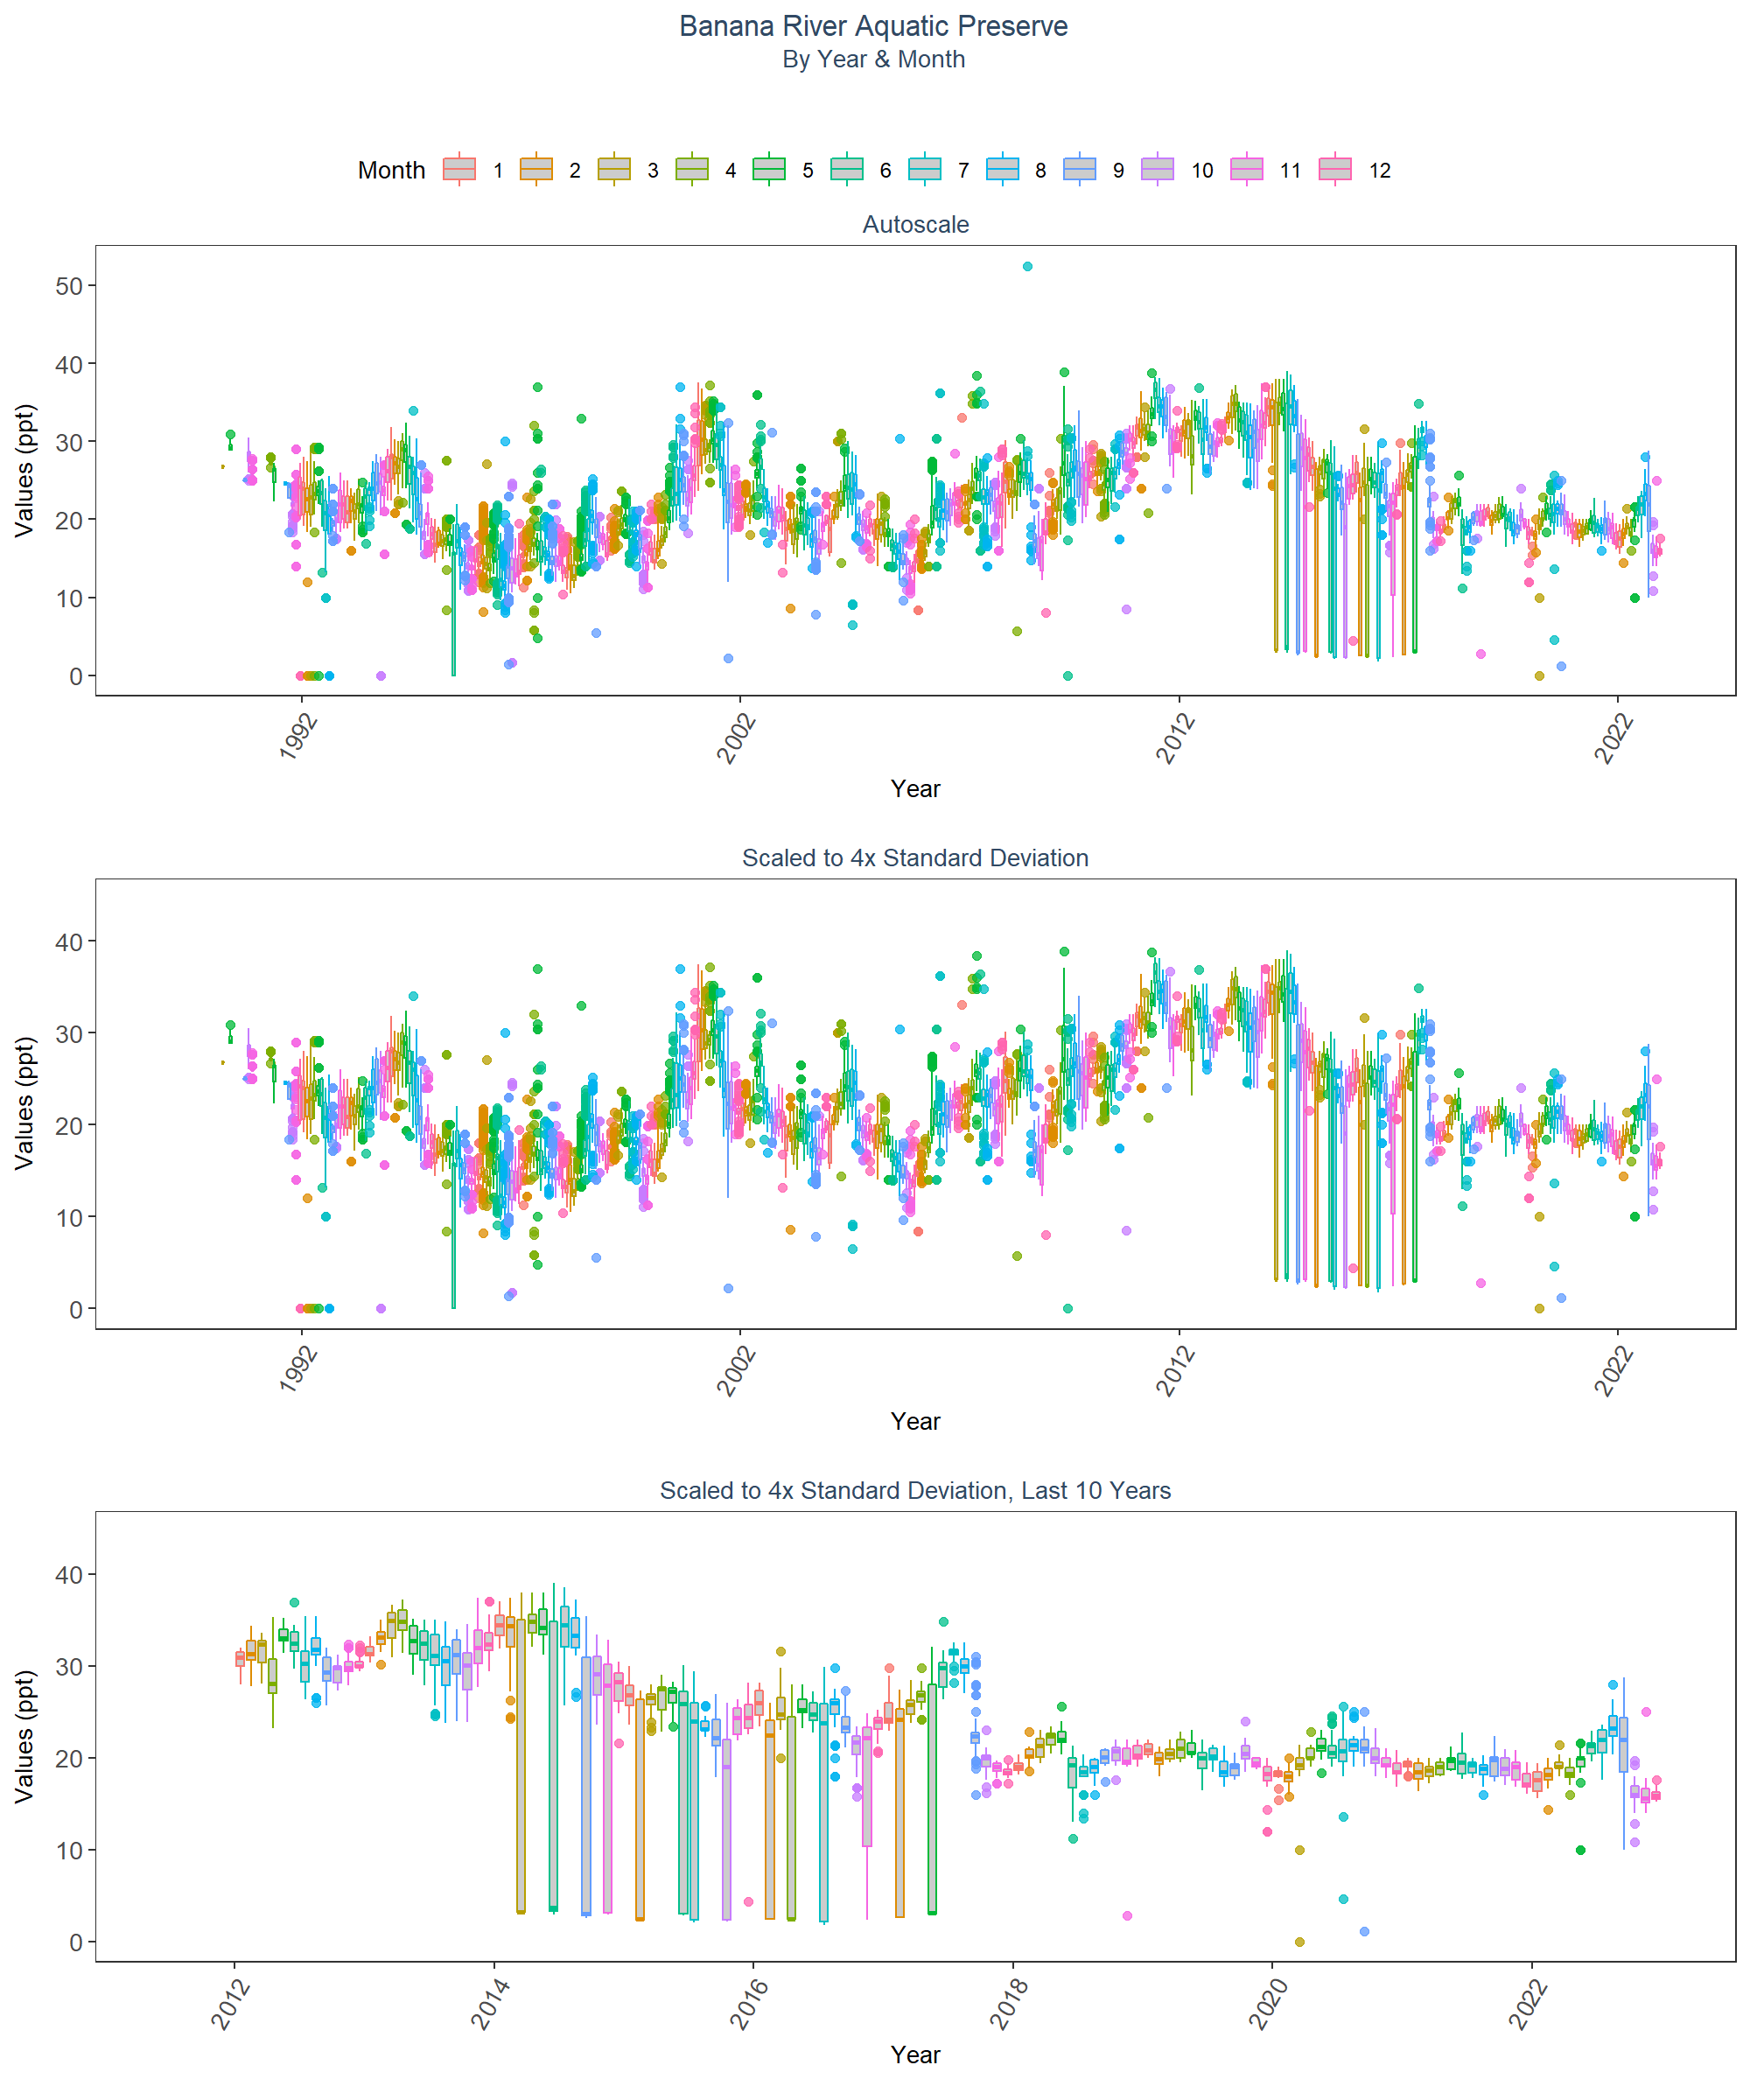 Banana River Aquatic Preserve
By Year & Month
Month 1 2 3 4 5 6 7 8 9 10 11 12
Autoscale
Values (ppt)
50
40
30
20
10
0
1992 2002 2012 2022
Year
Scaled to 4x Standard Deviation
Values (ppt)
40
30
20
10
0
1992 2002 2012 2022
Year
Scaled to 4x Standard Deviation, Last 10 Years
Values (ppt)
40
30
20
10
0
2012 2014 2016 2018 2020 2022
Year